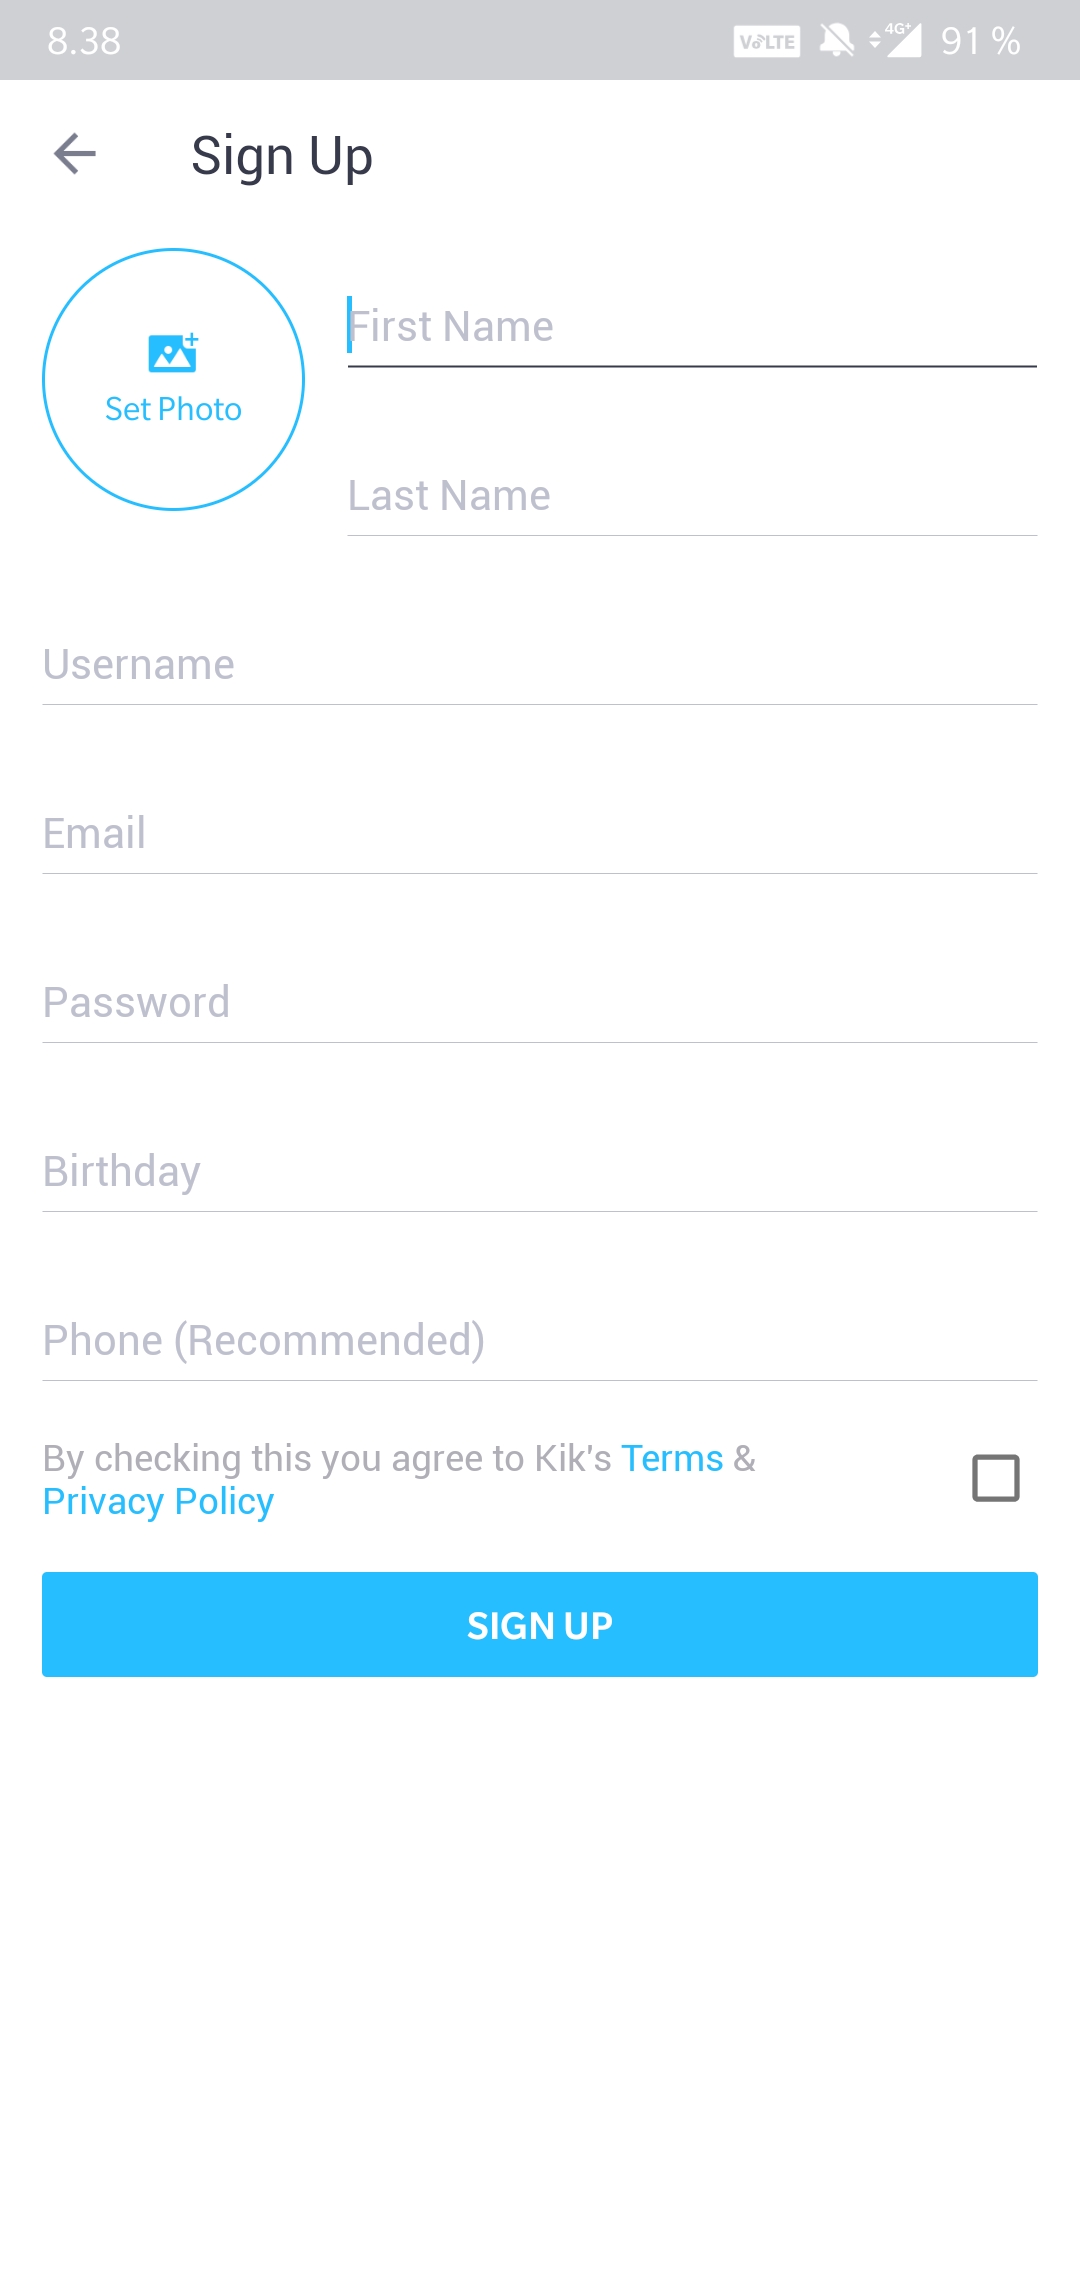 8.38
VoLTE 4G+ 91 %
Sign Up
Set Photo
First Name
Last Name
Username
Email
Password
Birthday
Phone (Recommended)
By checking this you agree to Kik's Terms &
Privacy Policy
SIGN UP